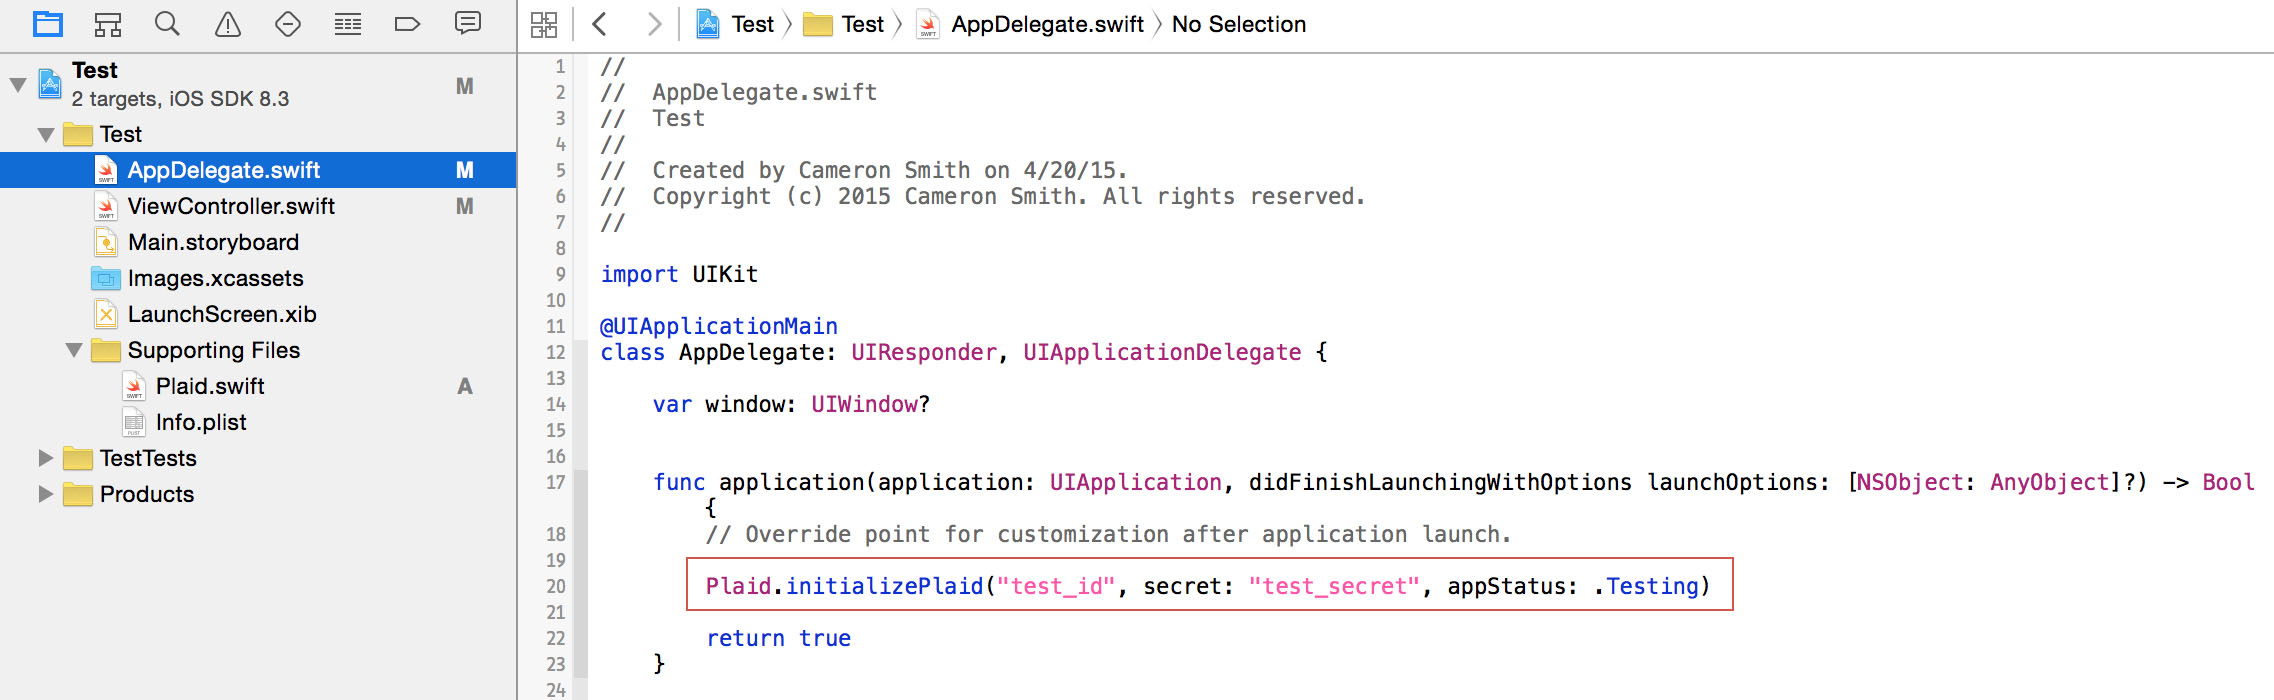 Test
2 targets, iOS SDK 8.3
M
Test
AppDelegate.swift
M
ViewController.swift
M
Main.storyboard
Images.xcassets
LaunchScreen.xib
Supporting Files
Plaid.swift
A
Info.plist
TestTests
Products
Test
Test
AppDelegate.swift
No Selection
1 //
2 //  AppDelegate.swift
3 //  Test
4 //
5 //  Created by Cameron Smith on 4/20/15.
6 //  Copyright (c) 2015 Cameron Smith. All rights reserved.
7 //
8
9 import UIKit
10
11 @UIApplicationMain
12 class AppDelegate: UIResponder, UIApplicationDelegate {
13
14     var window: UIWindow?
15
16
17     func application(application: UIApplication, didFinishLaunchingWithOptions launchOptions: [NSObject: AnyObject]?) -> Bool
{
18         // Override point for customization after application launch.
19
20         Plaid.initializePlaid("test_id", secret: "test_secret", appStatus: .Testing)
21
22         return true
23     }
24